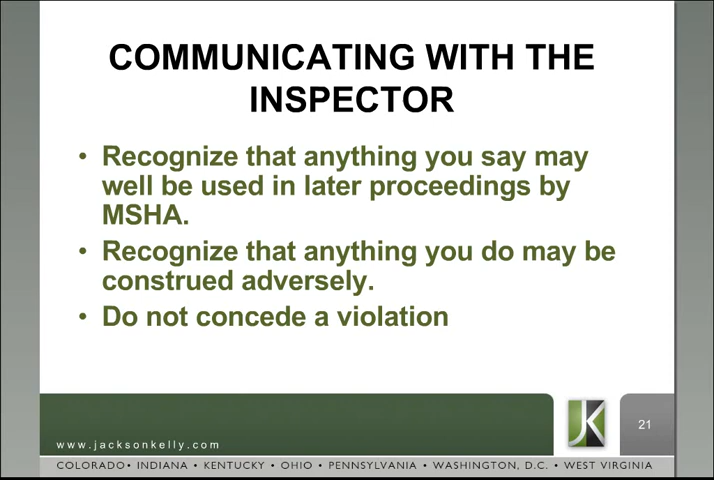 COMMUNICATING WITH THE
INSPECTOR
• Recognize that anything you say may
well be used in later proceedings by
MSHA.
• Recognize that anything you do may be
construed adversely.
• Do not concede a violation
JK
21
www.jacksonkelly.com
COLORADO • INDIANA • KENTUCKY • OHIO • PENNSYLVANIA • WASHINGTON, D.C. • WEST VIRGINIA